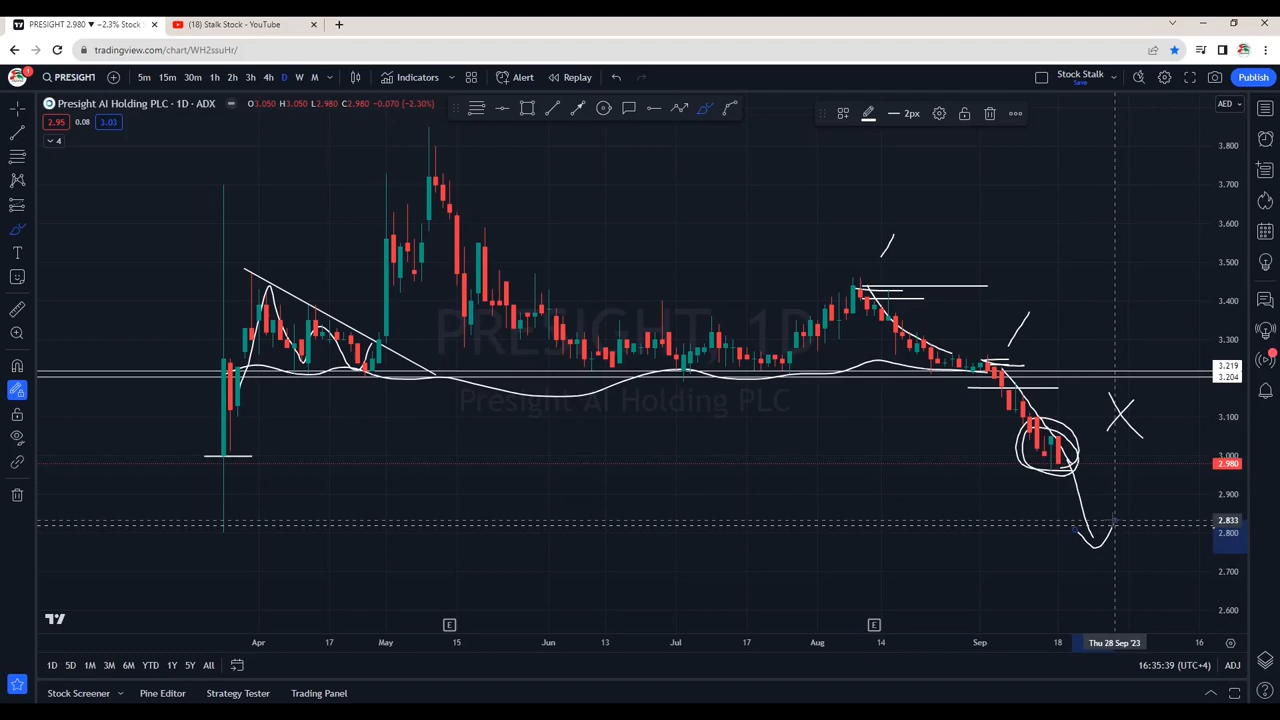 PRESIGHT 2.980 ▼ −2.3% Stock S
(18) Stalk Stock - YouTube
tradingview.com/chart/WH2ssuHr/
1
PRESIGHT
5m 15m 30m 1h 2h 3h 4h D W M
Indicators
Alert
Replay
Stock Stalk
Save
Publish
Presight AI Holding PLC · 1D · ADX
O3.050 H3.050 L2.980 C2.980 −0.070 (−2.30%)
2.95 0.08 3.03
4
2px
AED
3.800
3.700
3.600
3.500
3.400
3.300
3.219
3.204
3.100
3.000
2.980
2.900
2.833
2.800
2.700
2.600
PRESIGHT, 1D
Presight AI Holding PLC
E
E
Apr 17 May 15 Jun 13 Jul 17 Aug 14 Sep 18 Thu 28 Sep '23 16
1D 5D 1M 3M 6M YTD 1Y 5Y All
16:35:39 (UTC+4)
ADJ
Stock Screener
Pine Editor
Strategy Tester
Trading Panel